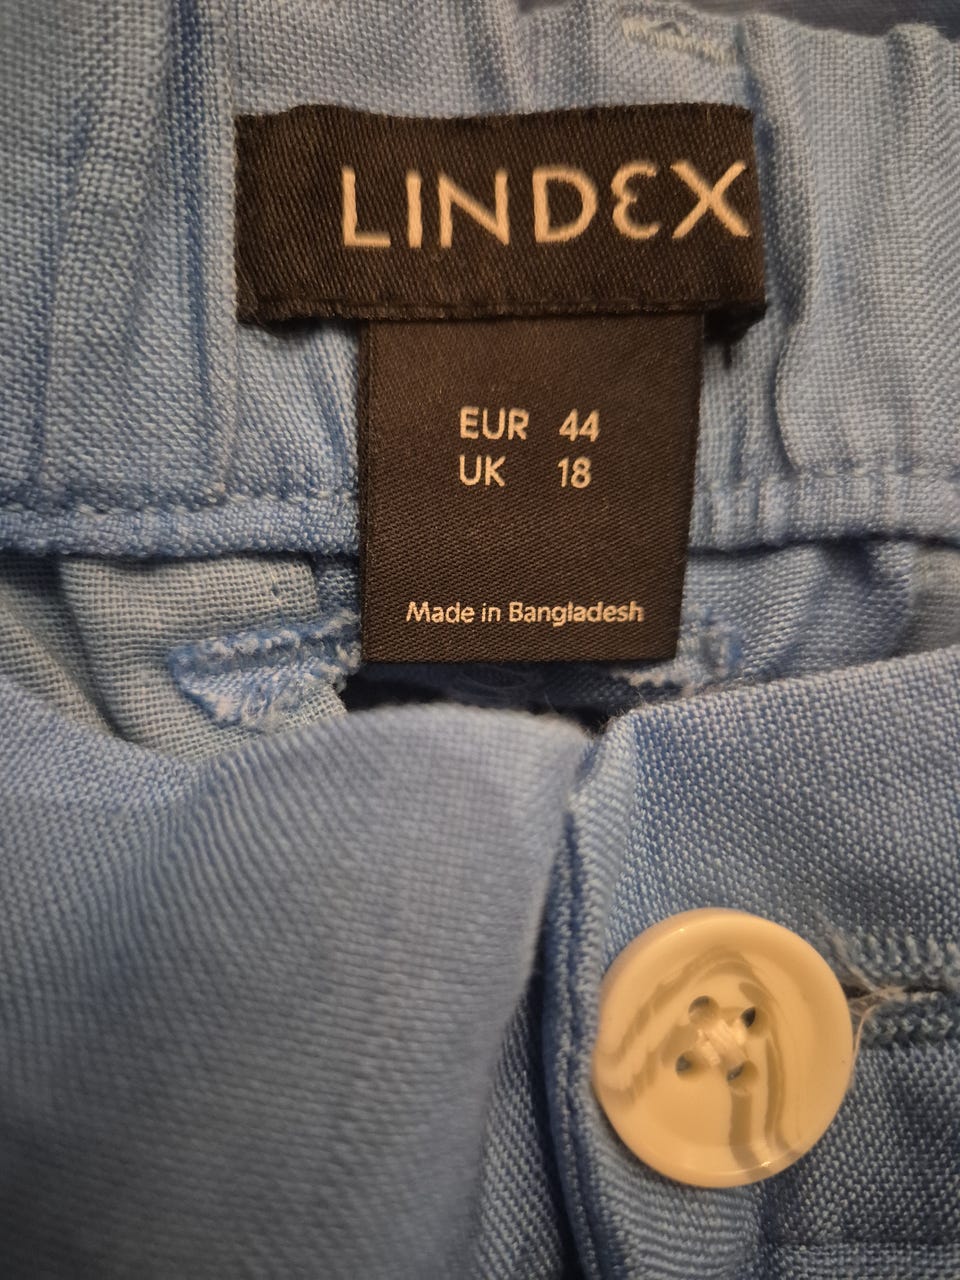 LINDEX
EUR 44
UK 18
Made in Bangladesh